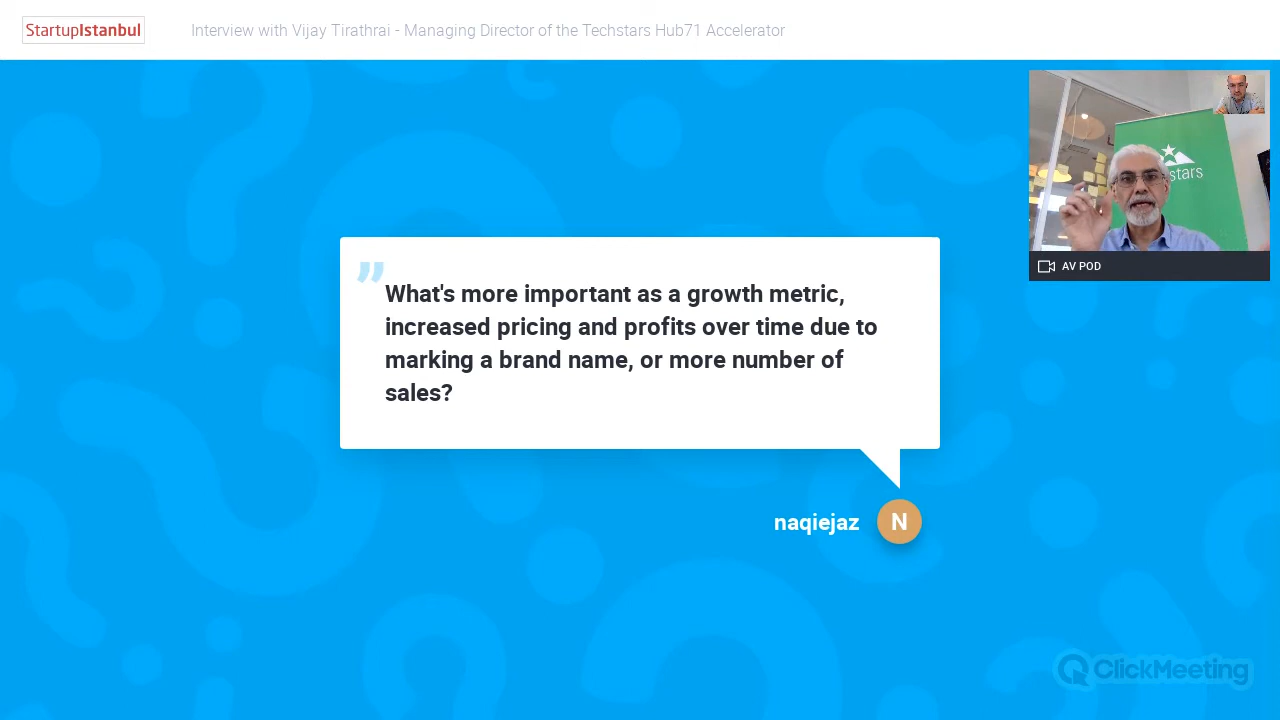 StartupIstanbul
Interview with Vijay Tirathrai - Managing Director of the Techstars Hub71 Accelerator
stars
AV POD
What's more important as a growth metric,
increased pricing and profits over time due to
marking a brand name, or more number of
sales?
naqiejaz
N
ClickMeeting